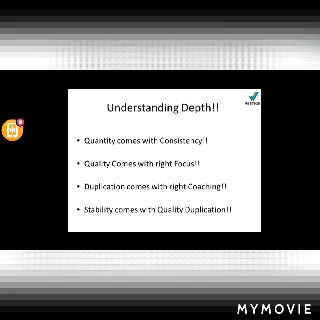 Understanding Depth!!
VESTIGE
• Quantity comes with Consistency!!
• Quality Comes with right Focus!!
• Duplication comes with right Coaching!!
• Stability comes with Quality Duplication!!
MYMOVIE